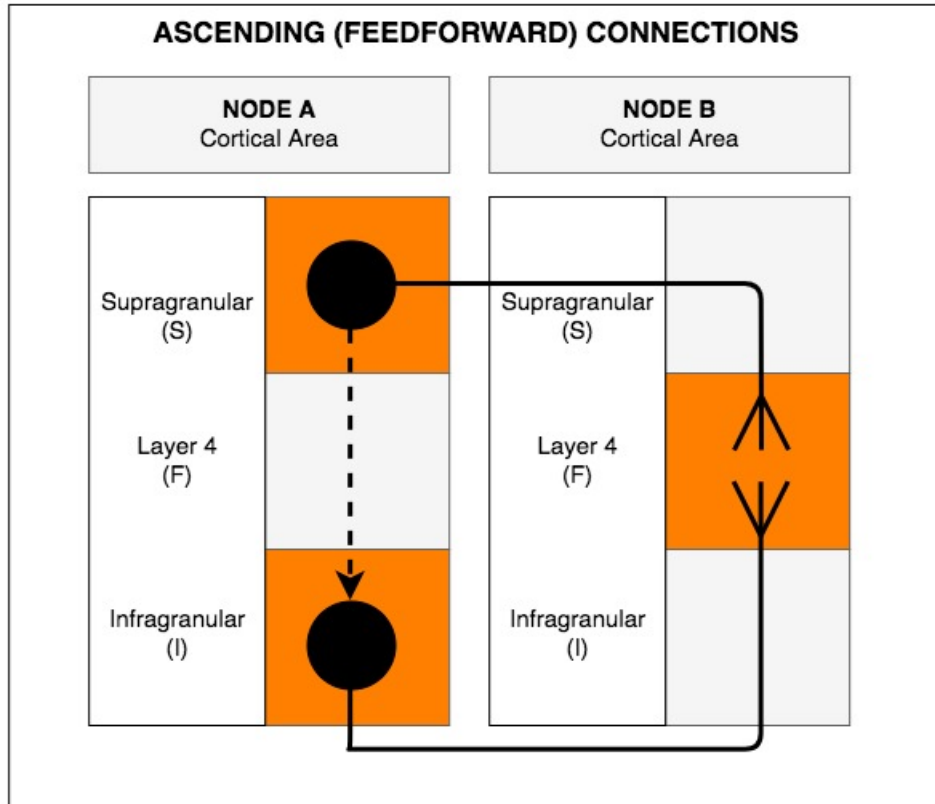 ASCENDING (FEEDFORWARD) CONNECTIONS
NODE A
Cortical Area
NODE B
Cortical Area
Supragranular
(S)
Layer 4
(F)
Infragranular
(I)
Supragranular
(S)
Layer 4
(F)
Infragranular
(I)